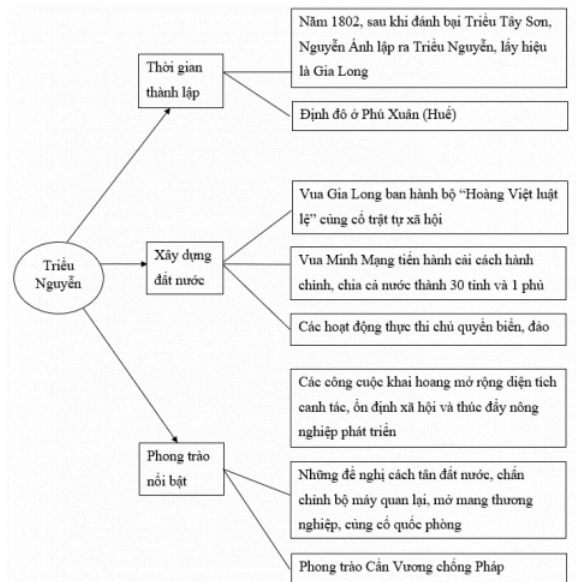 Triều
Nguyễn
Thời gian
thành lập
Năm 1802, sau khi đánh bại Triều Tây Sơn,
Nguyễn Ánh lập ra Triều Nguyễn, lấy hiệu
là Gia Long
Định đô ở Phú Xuân (Huế)
Xây dựng
đất nước
Vua Gia Long ban hành bộ “Hoàng Việt luật
lệ” củng cố trật tự xã hội
Vua Minh Mạng tiến hành cải cách hành
chính, chia cả nước thành 30 tỉnh và 1 phủ
Các hoạt động thực thi chủ quyền biển, đảo
Phong trào
nổi bật
Các công cuộc khai hoang mở rộng diện tích
canh tác, ổn định xã hội và thúc đẩy nông
nghiệp phát triển
Những đề nghị cách tân đất nước, chấn
chỉnh bộ máy quan lại, mở mang thương
nghiệp, củng cố quốc phòng
Phong trào Cần Vương chống Pháp